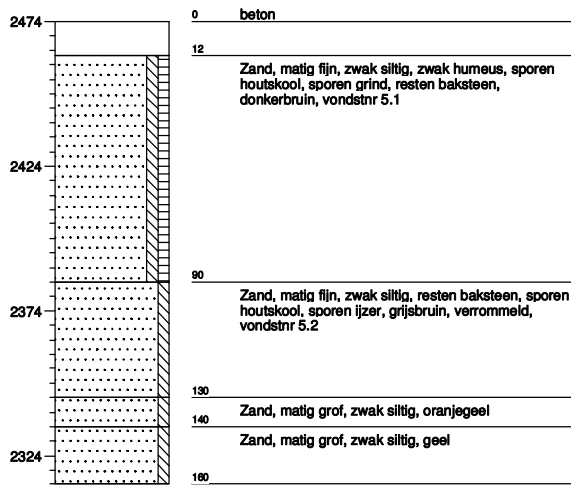 2474
0 beton
12
Zand, matig fijn, zwak siltig, zwak humeus, sporen
houtskool, sporen grind, resten baksteen,
donkerbruin, vondstnr 5.1
2424
90
Zand, matig fijn, zwak siltig, resten baksteen, sporen
houtskool, sporen ijzer, grijsbruin, verrommeld,
vondstnr 5.2
2374
130
Zand, matig grof, zwak siltig, oranjegeel
140
Zand, matig grof, zwak siltig, geel
2324
160